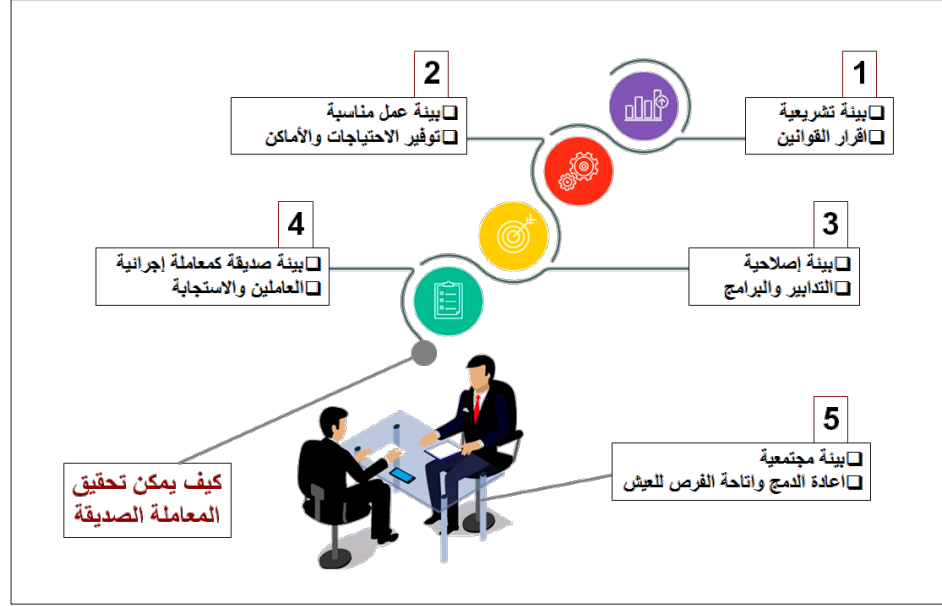 1
❑بيئة تشريعية
❑اقرار القوانين
2
❑بيئة عمل مناسبة
❑توفير الاحتياجات والأماكن
3
❑بيئة إصلاحية
❑التدابير والبرامج
4
❑بيئة صديقة كمعاملة إجرائية
❑العاملين والاستجابة
5
❑بيئة مجتمعية
❑اعادة الدمج واتاحة الفرص للعيش
كيف يمكن تحقيق
المعاملة الصديقة